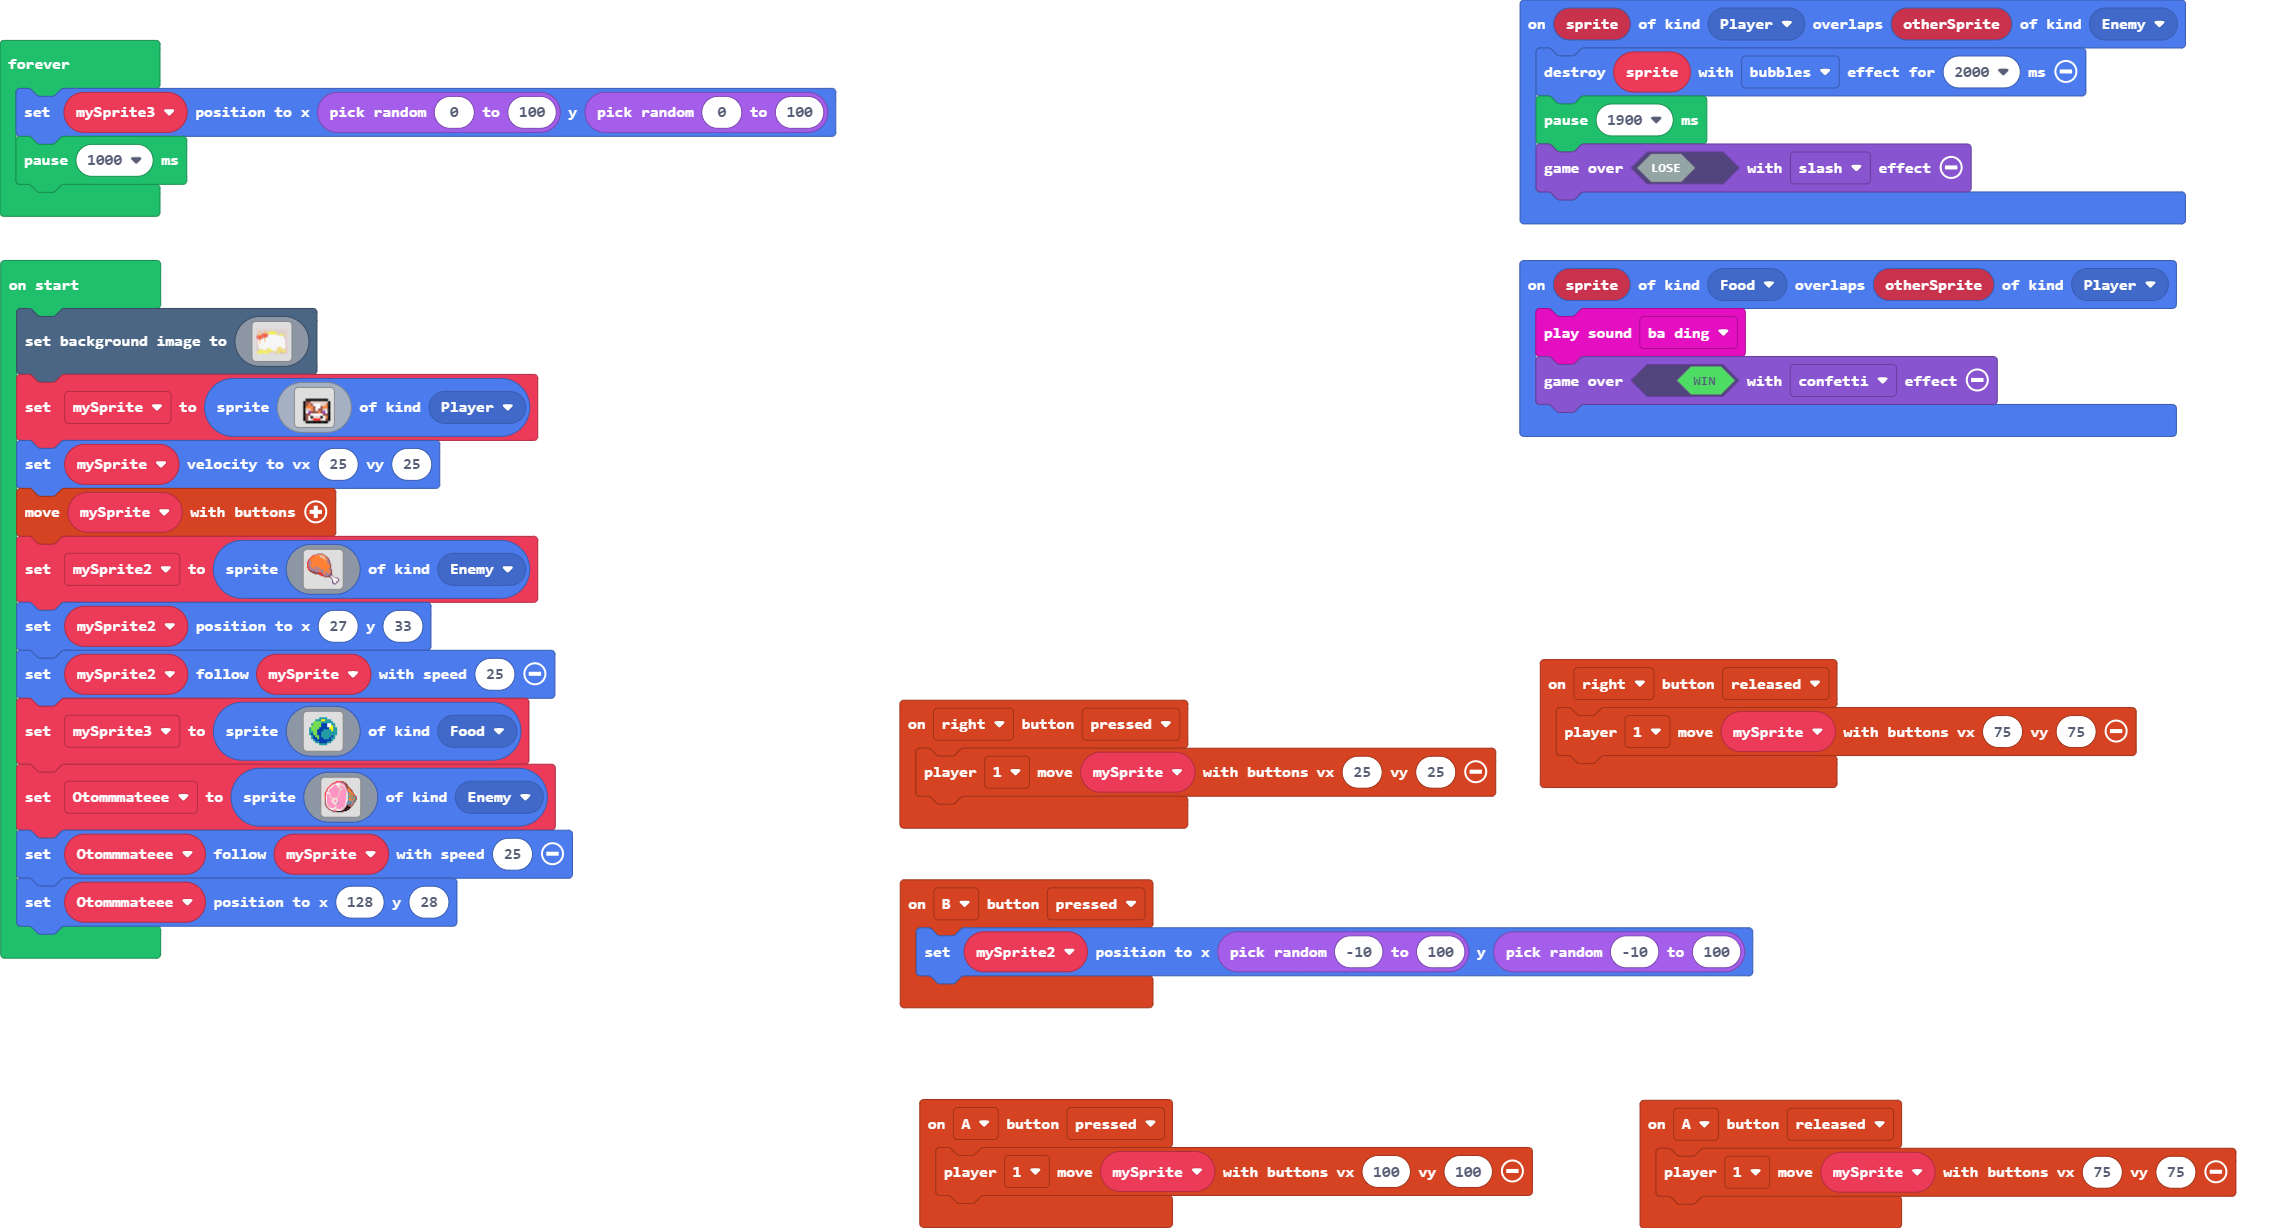 forever
set mySprite3 position to x pick random 0 to 100 y pick random 0 to 100
pause 1000 ms
on start
set background image to
set mySprite to sprite of kind Player
set mySprite velocity to vx 25 vy 25
move mySprite with buttons
set mySprite2 to sprite of kind Enemy
set mySprite2 position to x 27 y 33
set mySprite2 follow mySprite with speed 25
set mySprite3 to sprite of kind Food
set Otommmateee to sprite of kind Enemy
set Otommmateee follow mySprite with speed 25
set Otommmateee position to x 128 y 28
on sprite of kind Player overlaps otherSprite of kind Enemy
destroy sprite with bubbles effect for 2000 ms
pause 1900 ms
game over LOSE with slash effect
on sprite of kind Food overlaps otherSprite of kind Player
play sound ba ding
game over WIN with confetti effect
on right button pressed
player 1 move mySprite with buttons vx 25 vy 25
on right button released
player 1 move mySprite with buttons vx 75 vy 75
on B button pressed
set mySprite2 position to x pick random -10 to 100 y pick random -10 to 100
on A button pressed
player 1 move mySprite with buttons vx 100 vy 100
on A button released
player 1 move mySprite with buttons vx 75 vy 75